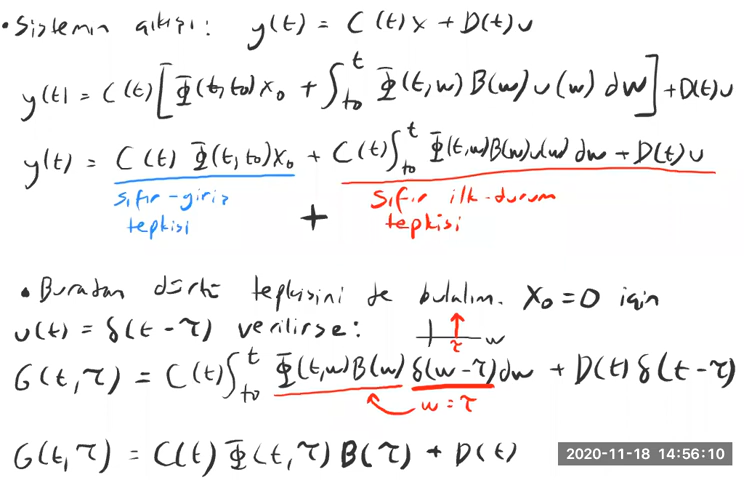 • Sistemin çıkışı: y(t) = C(t)x + D(t)u
y(t) = C(t)[Φ(t,t₀)x₀ + ∫_{t₀}^{t} Φ(t,w)B(w)u(w)dw] + D(t)u
y(t) = C(t)Φ(t,t₀)x₀ + C(t)∫_{t₀}^{t} Φ(t,w)B(w)u(w)dw + D(t)u
sıfır-giriş tepkisi + sıfır ilk-durum tepkisi
• Buradan dürtü tepkisini de bulalım. x₀=0 için
u(t) = δ(t-τ) verilirse: τ w
G(t,τ) = C(t)∫_{t₀}^{t} Φ(t,w)B(w) δ(w-τ)dw + D(t)δ(t-τ)
w=τ
G(t,τ) = C(t)Φ(t,τ)B(τ) + D(t)
2020-11-18 14:56:10